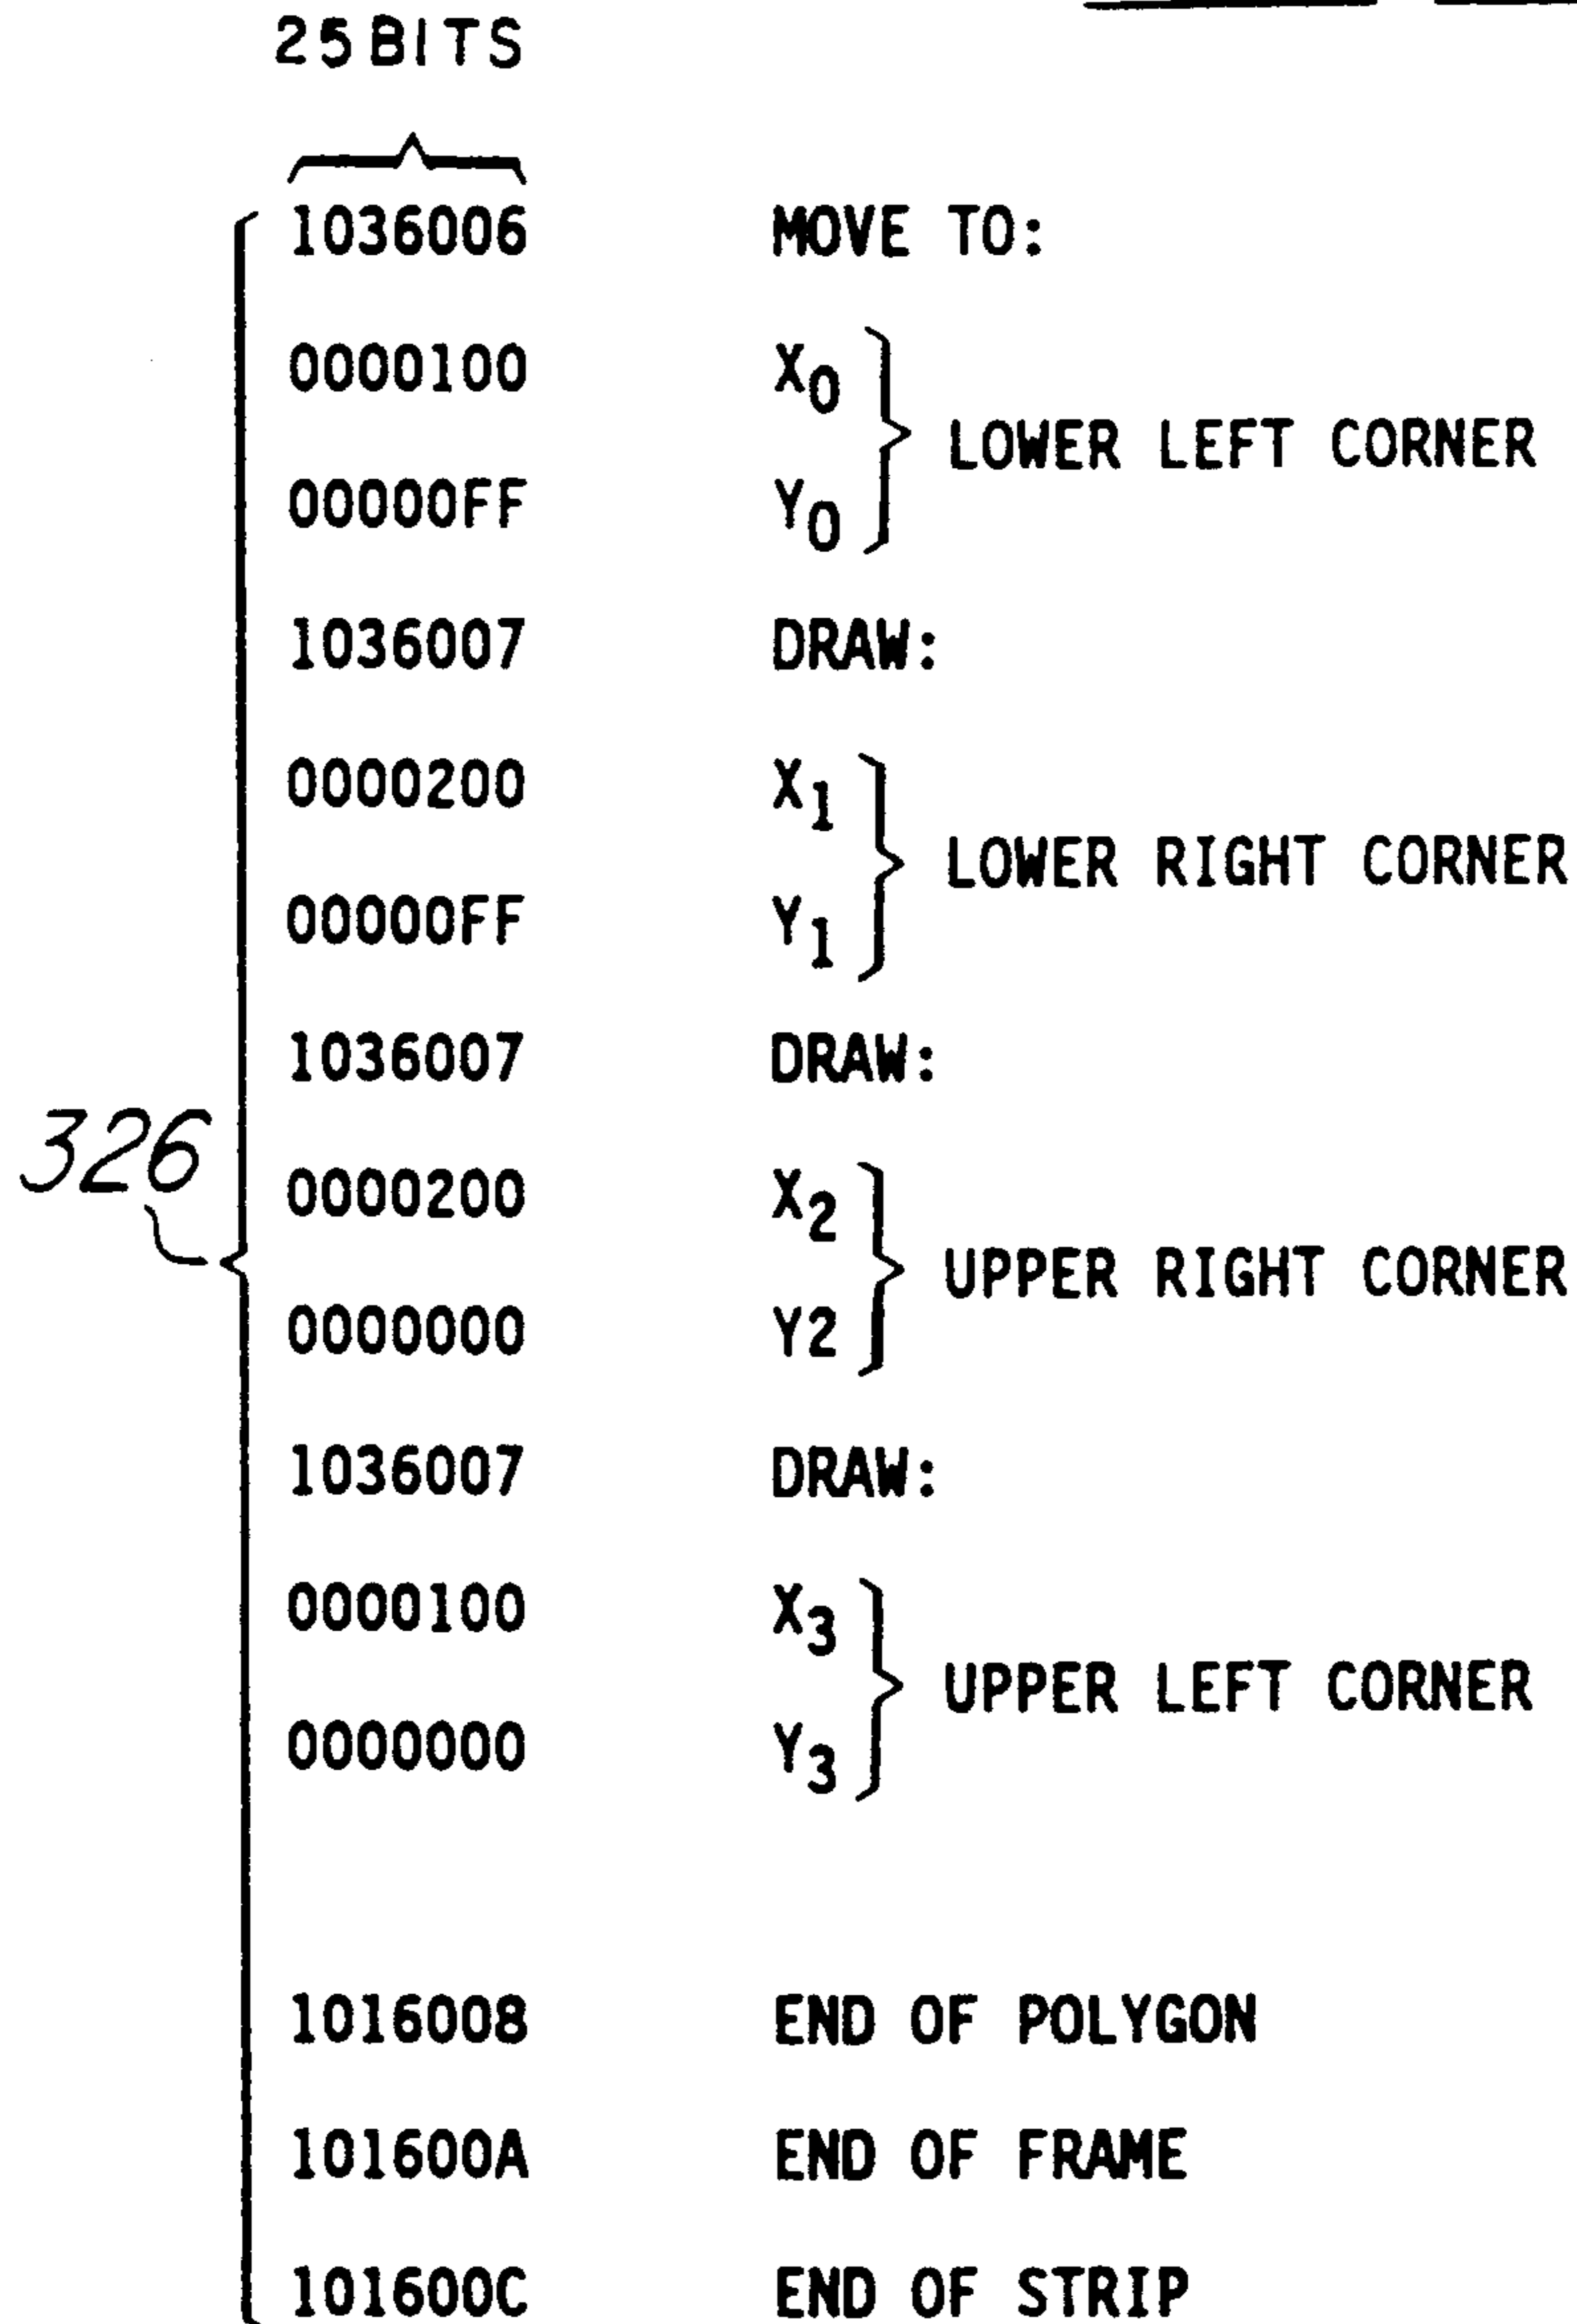 25 BITS
1036006 MOVE TO:
0000100 X0
LOWER LEFT CORNER
00000FF Y0
1036007 DRAW:
0000200 X1
LOWER RIGHT CORNER
00000FF Y1
1036007 DRAW:
326
0000200 X2
UPPER RIGHT CORNER
0000000 Y2
1036007 DRAW:
0000100 X3
UPPER LEFT CORNER
0000000 Y3
1016008 END OF POLYGON
101600A END OF FRAME
101600C END OF STRIP